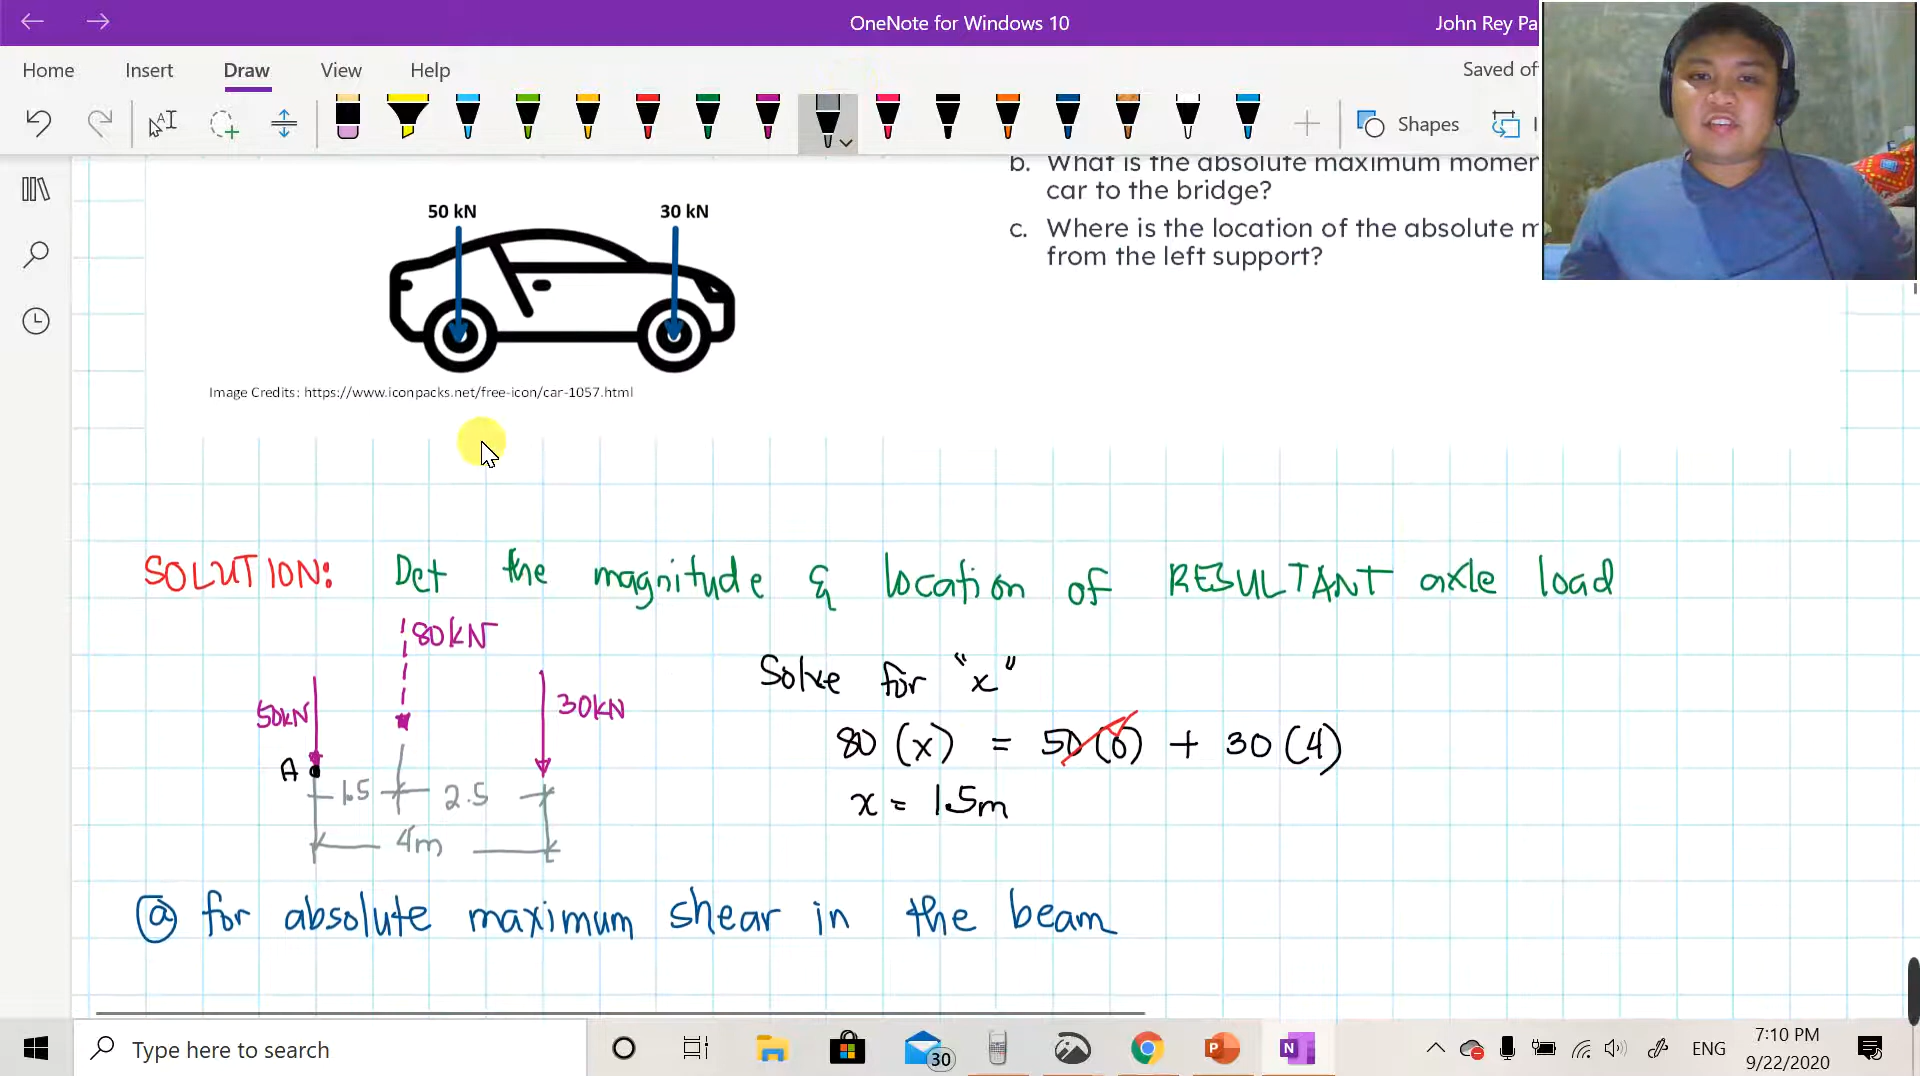 OneNote for Windows 10
John Rey Pa
Home Insert Draw View Help
Saved of
Shapes
b. What is the absolute maximum momen
car to the bridge?
c. Where is the location of the absolute m
from the left support?
50 kN 30 kN
Image Credits: https://www.iconpacks.net/free-icon/car-1057.html
SOLUTION: Det the magnitude & location of RESULTANT axle load
80kN
50kN
30kN
A
1.5 2.5
4m
Solve for "x"
80 (x) = 50(0) + 30(4)
x = 1.5m
(a) for absolute maximum shear in the beam
Type here to search
30
ENG
7:10 PM
9/22/2020